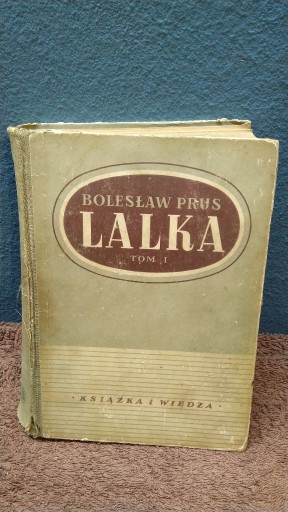 BOLESŁAW PRUS
LALKA
TOM I
· KSIĄŻKA I WIEDZA ·